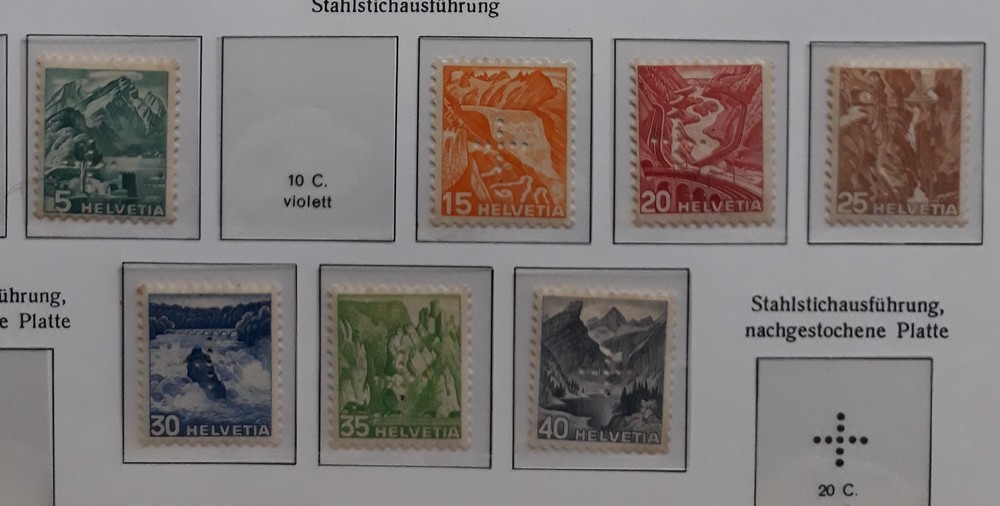 Stahlstichausführung
5 HELVETIA
10 C.
violett
15 HELVETIA
20 HELVETIA
25 HELVETIA
ührung,
e Platte
30 HELVETIA
35 HELVETIA
40 HELVETIA
Stahlstichausführung,
nachgestochene Platte
20 C.